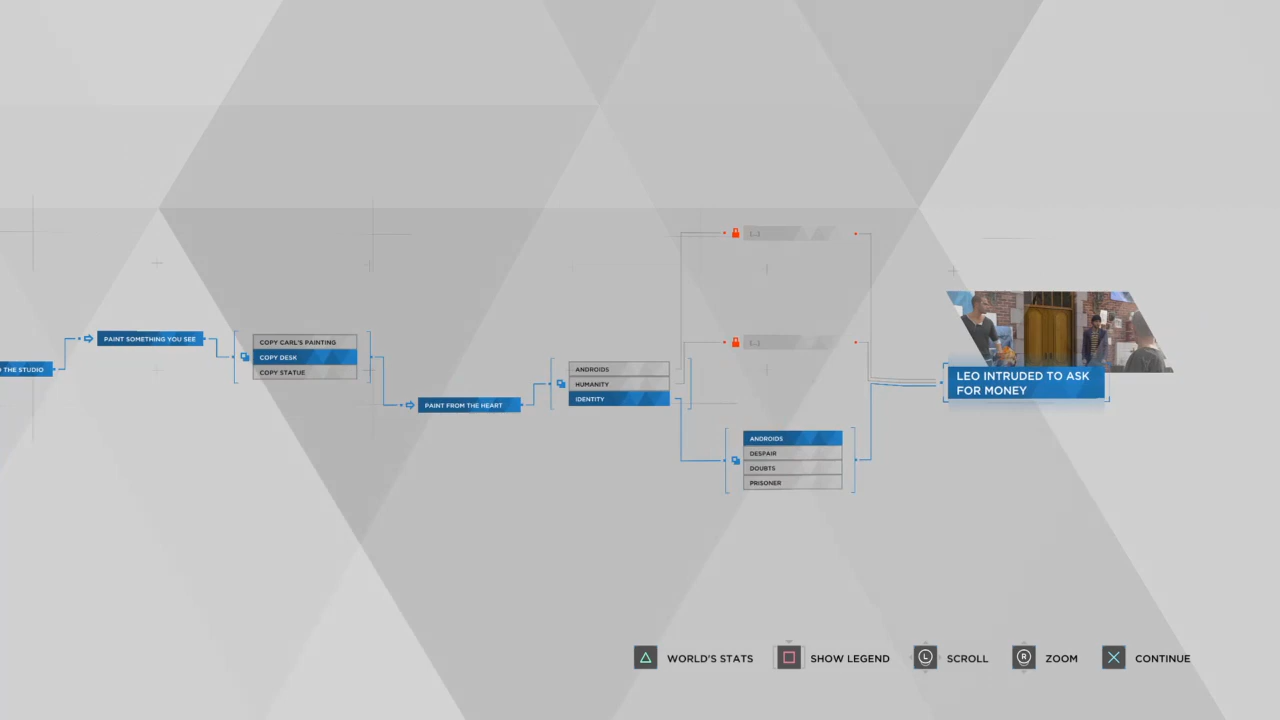 O THE STUDIO
PAINT SOMETHING YOU SEE
COPY CARL'S PAINTING
COPY DESK
COPY STATUE
PAINT FROM THE HEART
ANDROIDS
HUMANITY
IDENTITY
[...]
[...]
ANDROIDS
DESPAIR
DOUBTS
PRISONER
LEO INTRUDED TO ASK
FOR MONEY
WORLD'S STATS
SHOW LEGEND
L
SCROLL
R
ZOOM
CONTINUE